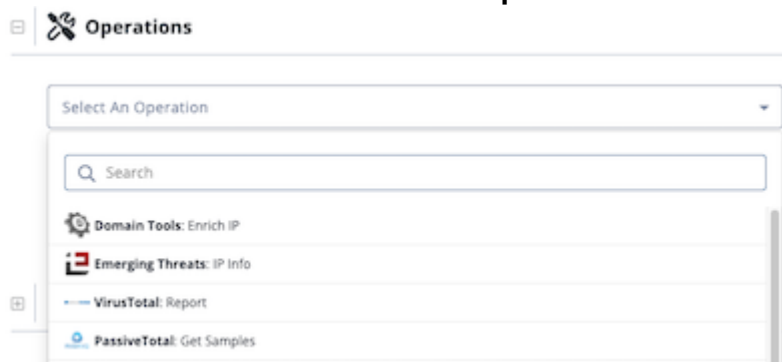 Operations
Select An Operation
Search
Domain Tools: Enrich IP
Emerging Threats: IP Info
VirusTotal: Report
PassiveTotal: Get Samples